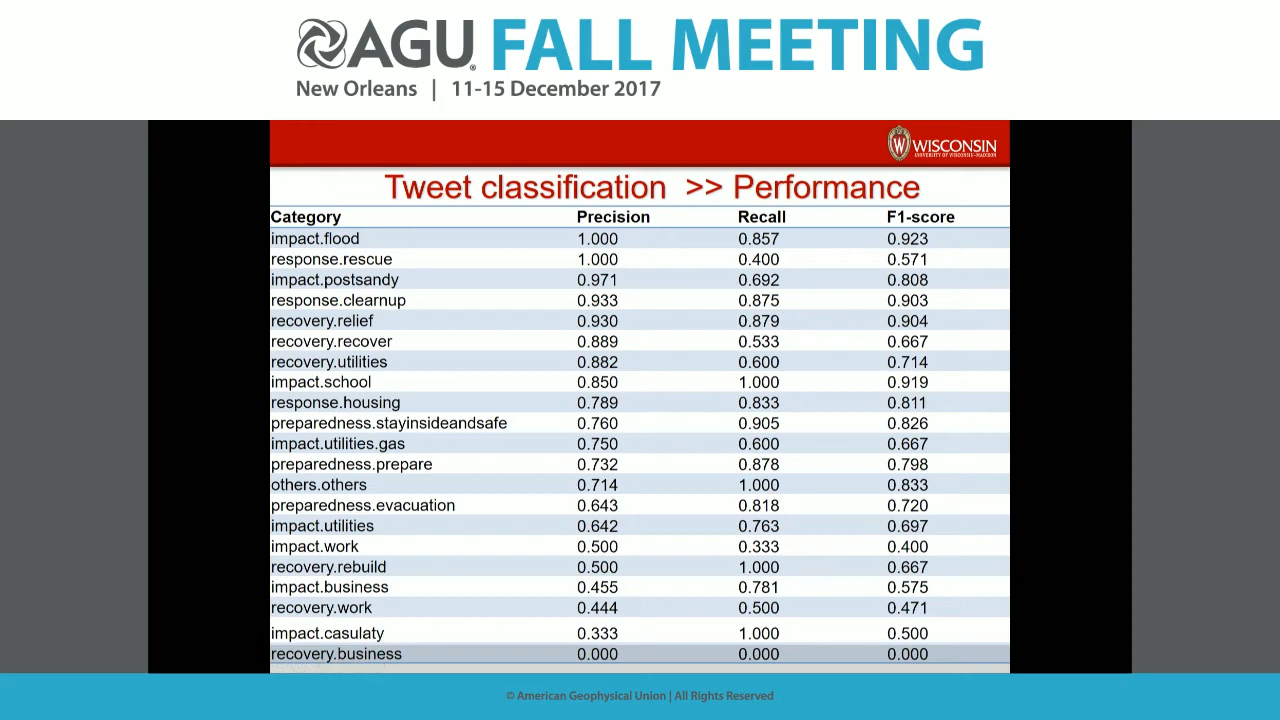 AGU FALL MEETING
New Orleans | 11-15 December 2017
W WISCONSIN
UNIVERSITY OF WISCONSIN-MADISON
Tweet classification >> Performance
Category Precision Recall F1-score
impact.flood 1.000 0.857 0.923
response.rescue 1.000 0.400 0.571
impact.postsandy 0.971 0.692 0.808
response.clearnup 0.933 0.875 0.903
recovery.relief 0.930 0.879 0.904
recovery.recover 0.889 0.533 0.667
recovery.utilities 0.882 0.600 0.714
impact.school 0.850 1.000 0.919
response.housing 0.789 0.833 0.811
preparedness.stayinsideandsafe 0.760 0.905 0.826
impact.utilities.gas 0.750 0.600 0.667
preparedness.prepare 0.732 0.878 0.798
others.others 0.714 1.000 0.833
preparedness.evacuation 0.643 0.818 0.720
impact.utilities 0.642 0.763 0.697
impact.work 0.500 0.333 0.400
recovery.rebuild 0.500 1.000 0.667
impact.business 0.455 0.781 0.575
recovery.work 0.444 0.500 0.471
impact.casulaty 0.333 1.000 0.500
recovery.business 0.000 0.000 0.000
© American Geophysical Union | All Rights Reserved